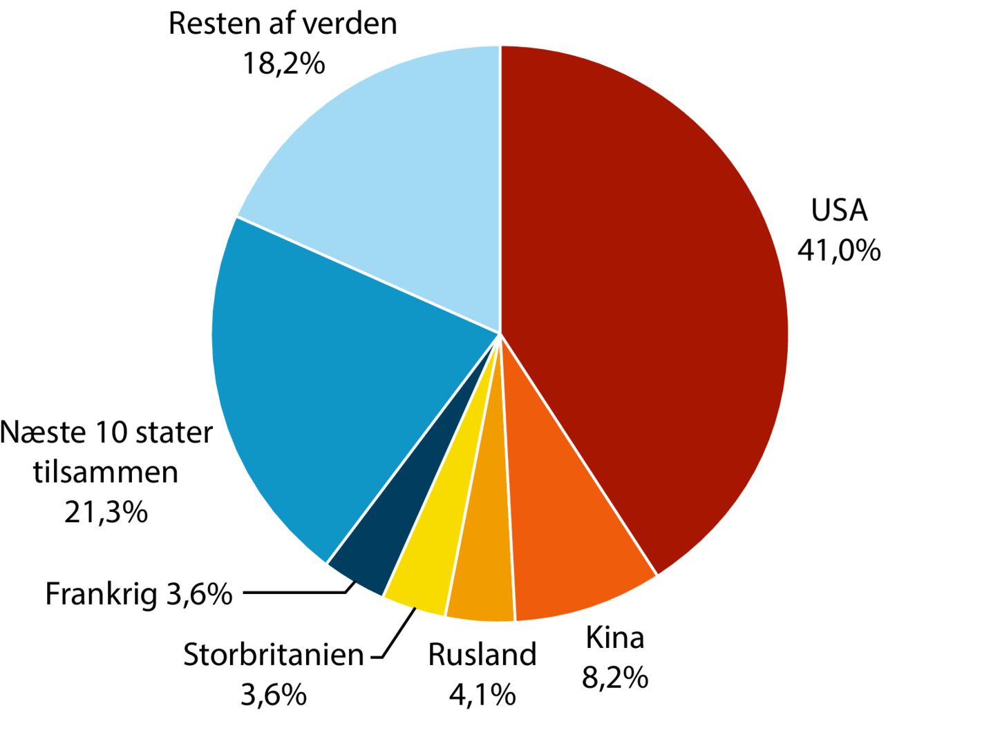 Resten af verden
18,2%
USA
41,0%
Næste 10 stater
tilsammen
21,3%
Frankrig 3,6%
Storbritanien
3,6%
Rusland
4,1%
Kina
8,2%